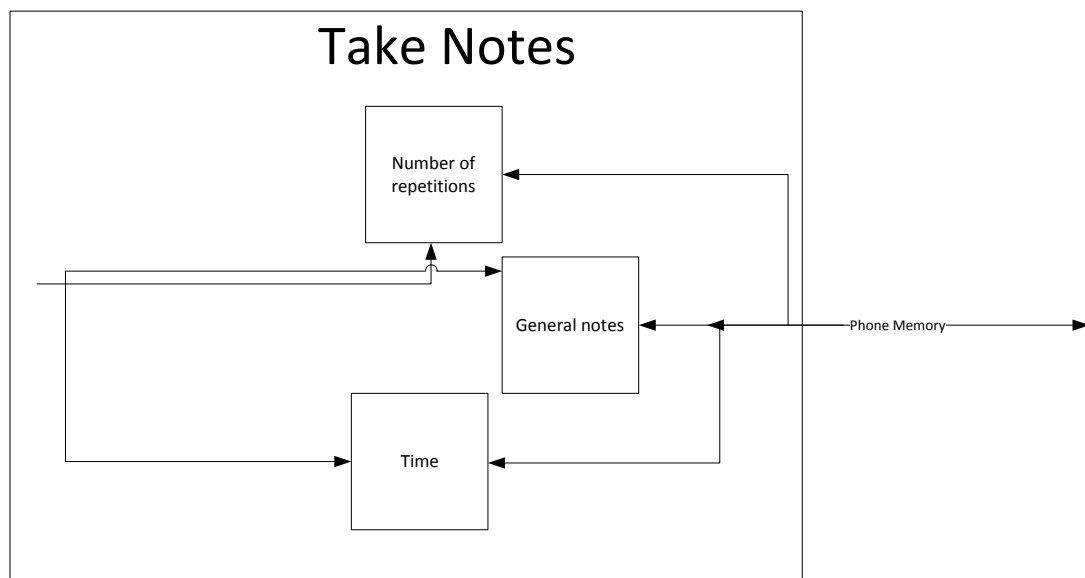 Take Notes
Number of
repetitions
General notes
Phone Memory
Time